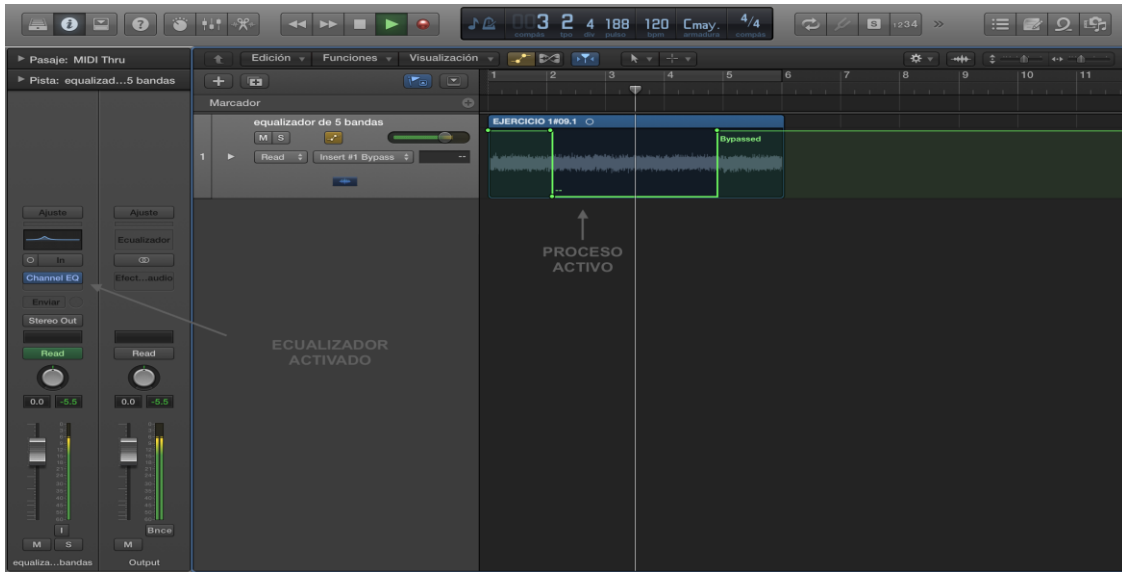 3 2 4 188 120 Cmay. 4/4
compás tpo div pulso bpm armadura compás
S 1234 »
Pasaje: MIDI Thru
Edición Funciones Visualización
Pista: equalizad...5 bandas
1 2 3 4 5 6 7 8 9 10 11
Marcador
equalizador de 5 bandas
EJERCICIO 1#09.1
M S
Bypassed
1 Read Insert #1 Bypass --
--
Ajuste Ajuste
Ecualizador
In
Channel EQ Efect...audio
PROCESO
ACTIVO
Enviar
Stereo Out
ECUALIZADOR
ACTIVADO
Read Read
0.0 -5.5 0.0 -5.5
I Bnce
M S M
equaliza...bandas Output